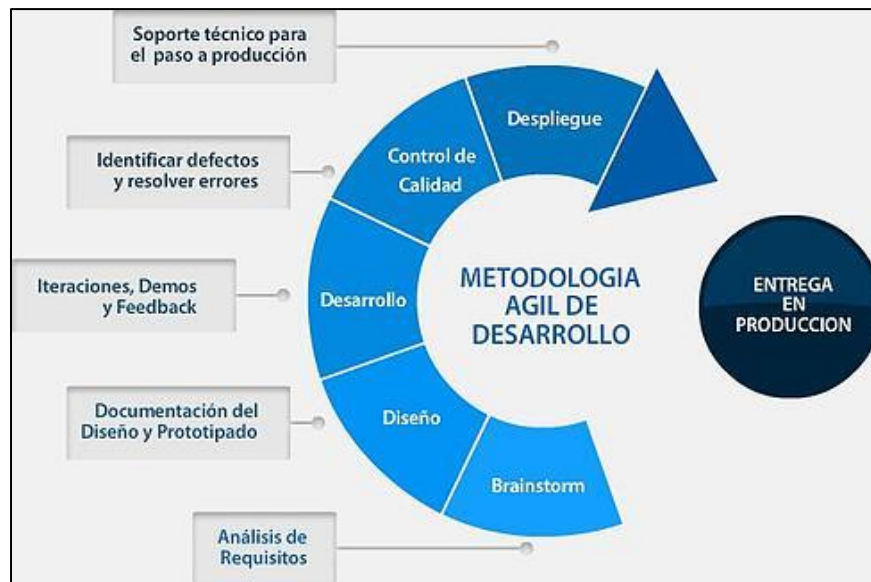 Soporte técnico para
el paso a producción
Despliegue
Identificar defectos
y resolver errores
Control de
Calidad
Iteraciones, Demos
y Feedback
Desarrollo
METODOLOGIA
AGIL DE
DESARROLLO
ENTREGA
EN
PRODUCCION
Documentación del
Diseño y Prototipado
Diseño
Brainstorm
Análisis de
Requisitos